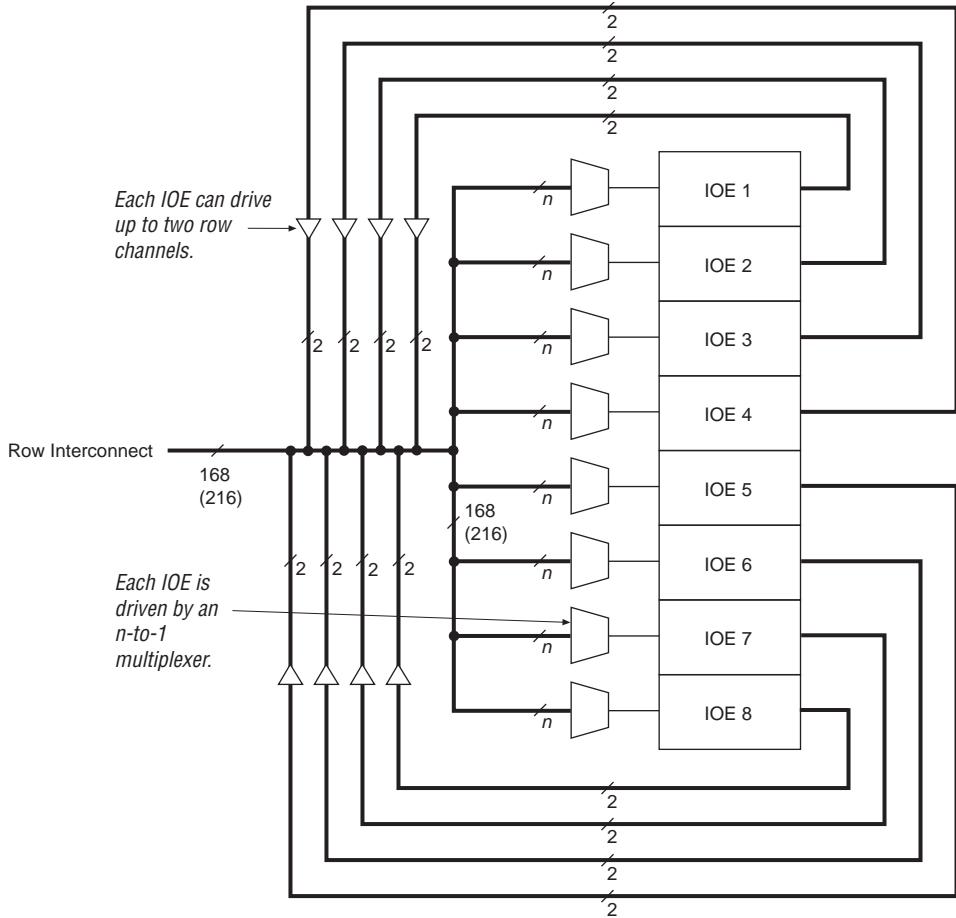 2
2
2
2
Each IOE can drive
up to two row
channels.
n
IOE 1
n
IOE 2
2
2
2
2
n
IOE 3
n
IOE 4
Row Interconnect
168
(216)
n
IOE 5
168
(216)
2
2
2
2
n
IOE 6
Each IOE is
driven by an
n-to-1
multiplexer.
n
IOE 7
n
IOE 8
2
2
2
2